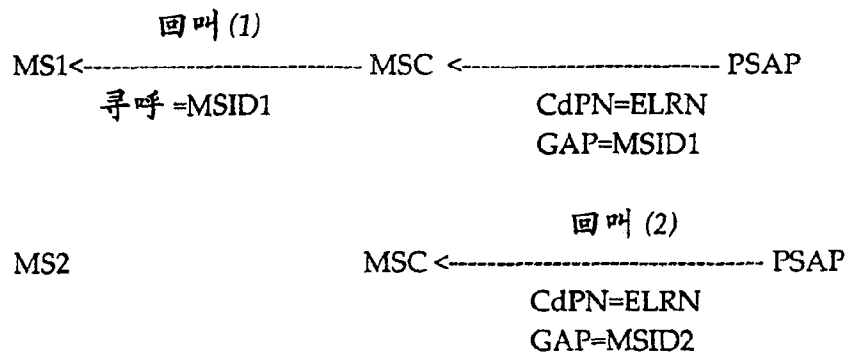 回叫 (1)
MS1<------------------------------ MSC <------------------------------ PSAP
寻呼 =MSID1 CdPN=ELRN
GAP=MSID1
回叫 (2)
MS2 MSC <------------------------------ PSAP
CdPN=ELRN
GAP=MSID2